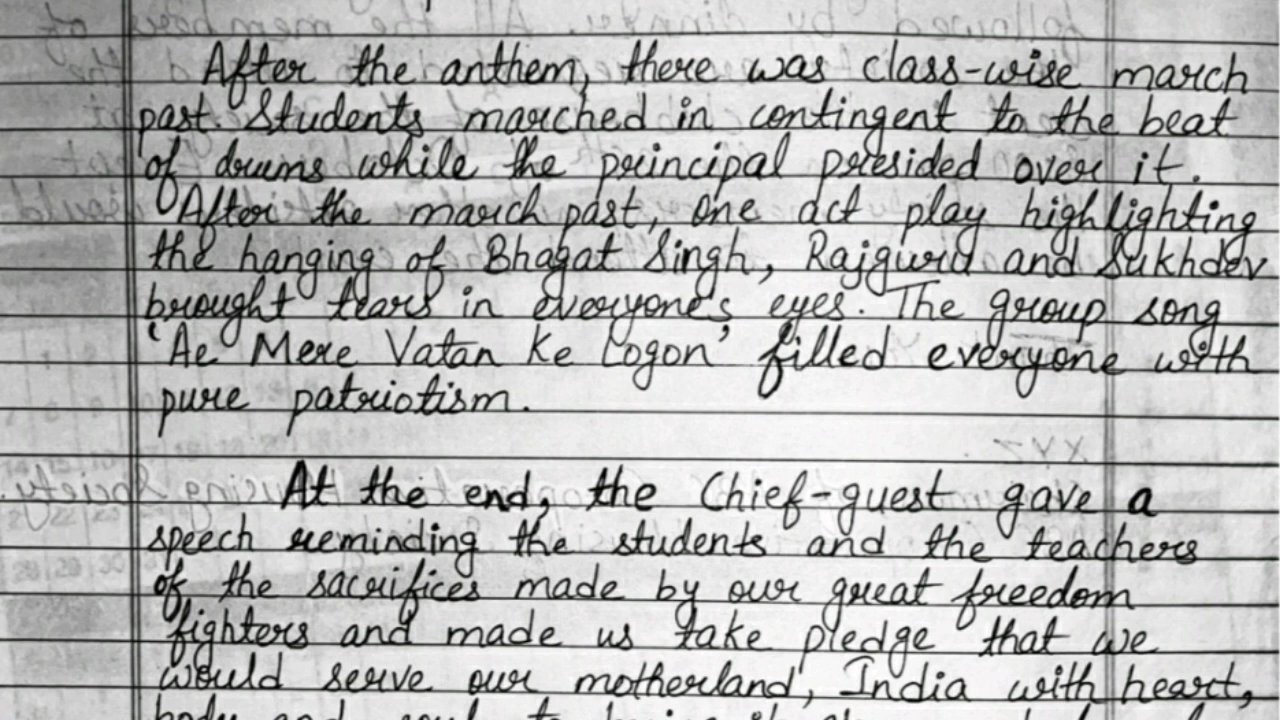 After the anthem, there was class-wise march
past. Students marched in contingent to the beat
of drums while the principal presided over it.
After the march past, one act play highlighting
the hanging of Bhagat Singh, Rajguru and Sukhdev
brought tears in everyone's eyes. The group song
'Ae Mere Vatan Ke Logon' filled everyone with
pure patriotism.
At the end, the Chief-guest gave a
speech reminding the students and the teachers
of the sacrifices made by our great freedom
fighters and made us take pledge that we
would serve our motherland, India with heart,
body and soul to